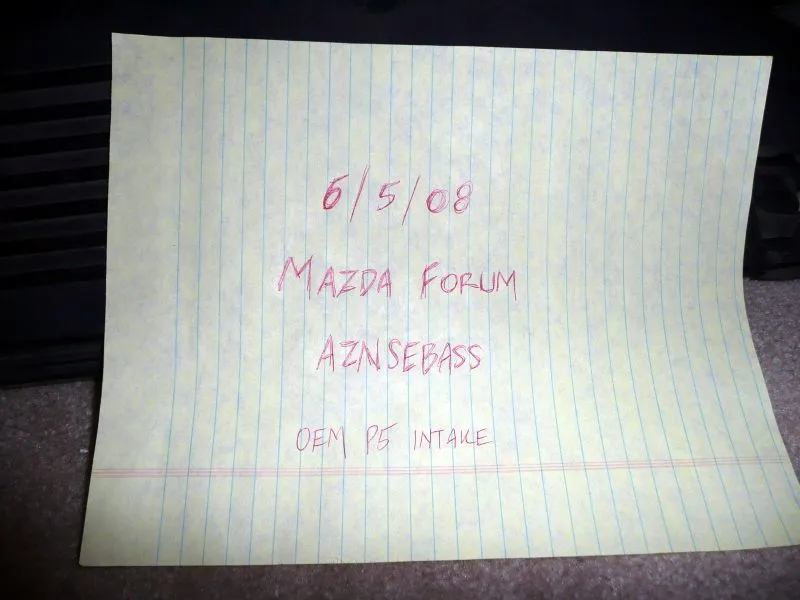 6/5/08
MAZDA FORUM
AZNSEBASS
OEM P5 INTAKE